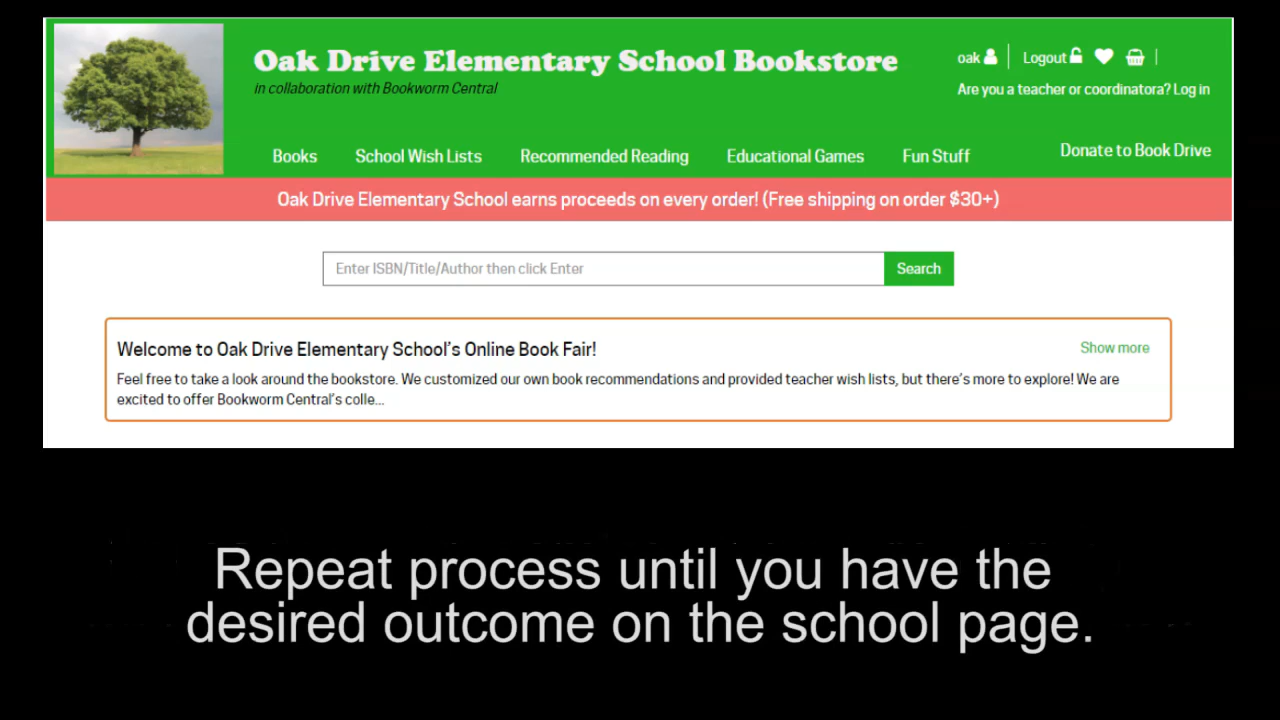 Oak Drive Elementary School Bookstore
in collaboration with Bookworm Central
oak Logout
Are you a teacher or coordinatora? Log in
Books School Wish Lists Recommended Reading Educational Games Fun Stuff Donate to Book Drive
Oak Drive Elementary School earns proceeds on every order! (Free shipping on order $30+)
Enter ISBN/Title/Author then click Enter Search
Welcome to Oak Drive Elementary School's Online Book Fair! Show more
Feel free to take a look around the bookstore. We customized our own book recommendations and provided teacher wish lists, but there's more to explore! We are
excited to offer Bookworm Central's colle...
Repeat process until you have the
desired outcome on the school page.